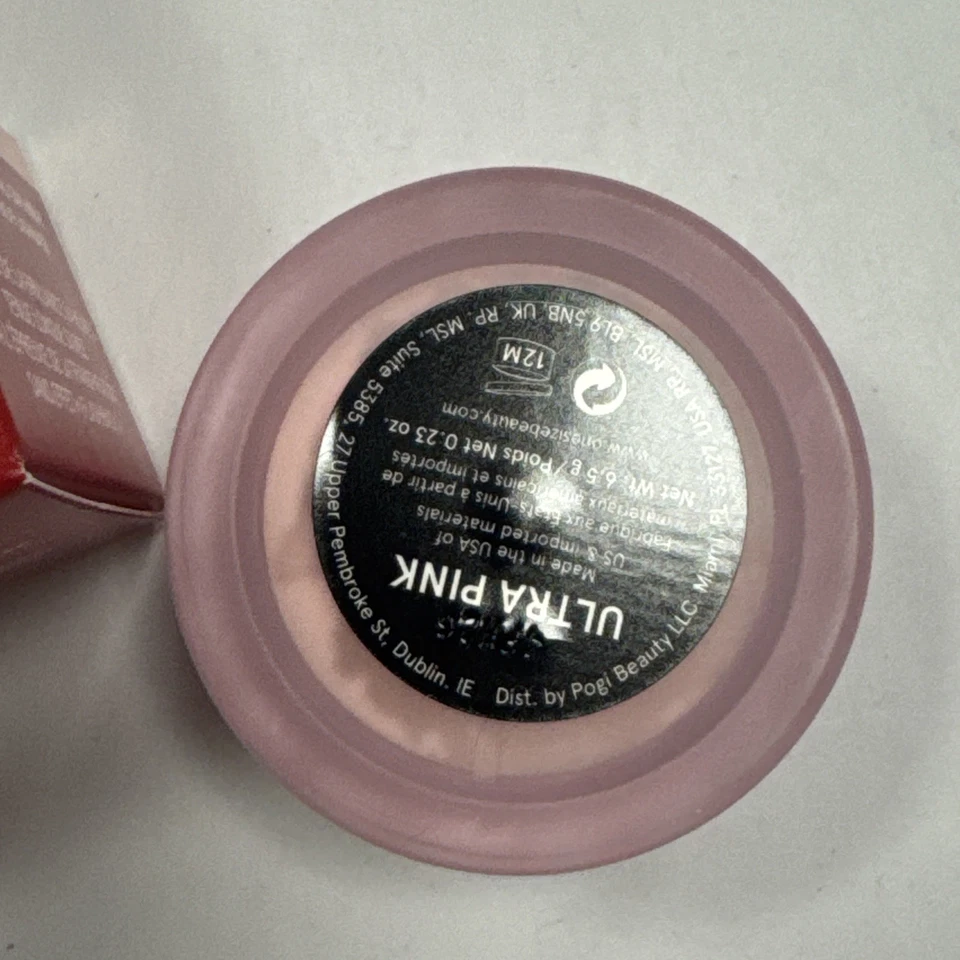 ULTRA PINK
Made in the USA of
US & imported materials
Fabriqué aux États-Unis à partir de
matériaux américains et importés
Net Wt. 6.5 g / Poids Net 0.23 oz.
www.onesizebeauty.com
12M
Dist. by Pogi Beauty LLC Miami FL 33127 USA RP. MSL. BL9 5NB, UK, RP. MSL, Suite 5385, 27 Upper Pembroke St, Dublin. IE